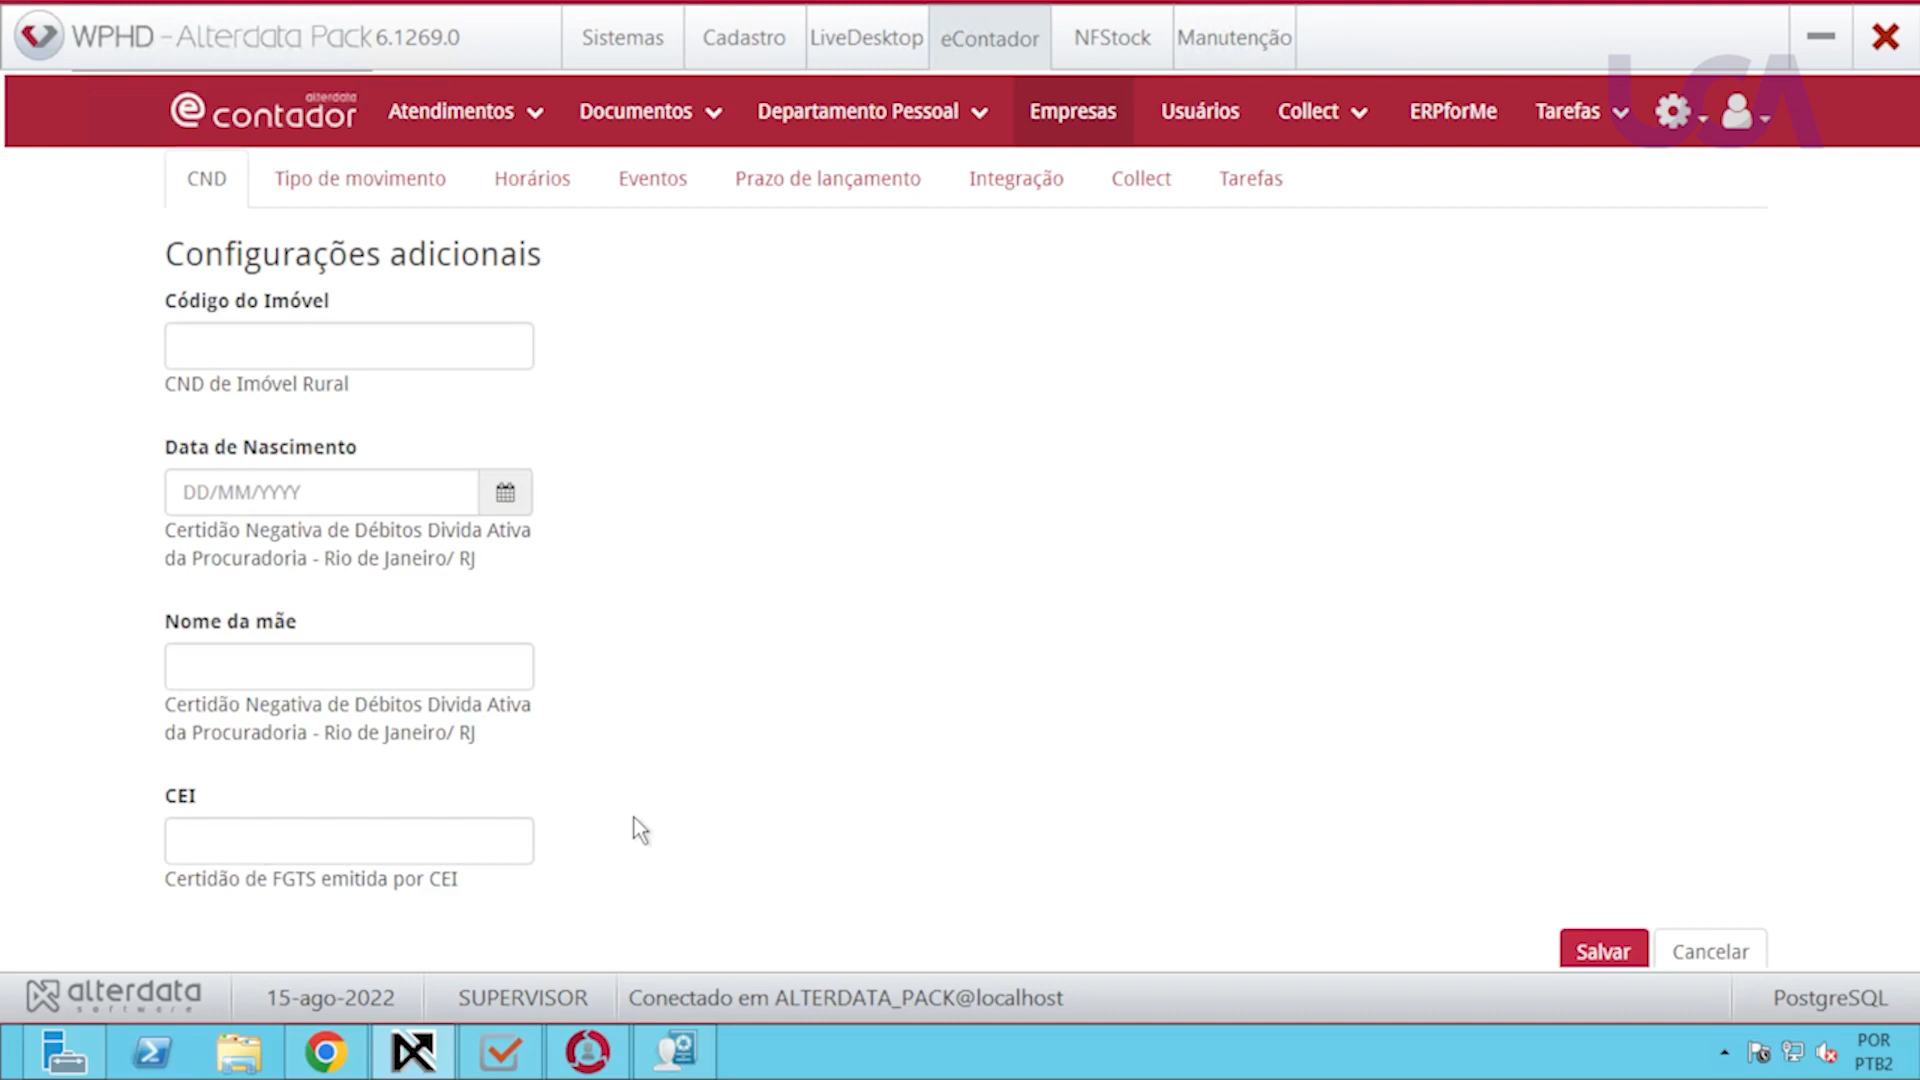 WPHD - Alterdata Pack 6.1269.0
Sistemas
Cadastro
LiveDesktop
eContador
NFStock
Manutenção
UCA
e contador alterdata
Atendimentos
Documentos
Departamento Pessoal
Empresas
Usuários
Collect
ERPforMe
Tarefas
CND
Tipo de movimento
Horários
Eventos
Prazo de lançamento
Integração
Collect
Tarefas
Configurações adicionais
Código do Imóvel
CND de Imóvel Rural
Data de Nascimento
DD/MM/YYYY
Certidão Negativa de Débitos Divida Ativa
da Procuradoria - Rio de Janeiro/ RJ
Nome da mãe
Certidão Negativa de Débitos Divida Ativa
da Procuradoria - Rio de Janeiro/ RJ
CEI
Certidão de FGTS emitida por CEI
Salvar
Cancelar
alterdata
software
15-ago-2022
SUPERVISOR
Conectado em ALTERDATA_PACK@localhost
PostgreSQL
POR
PTB2